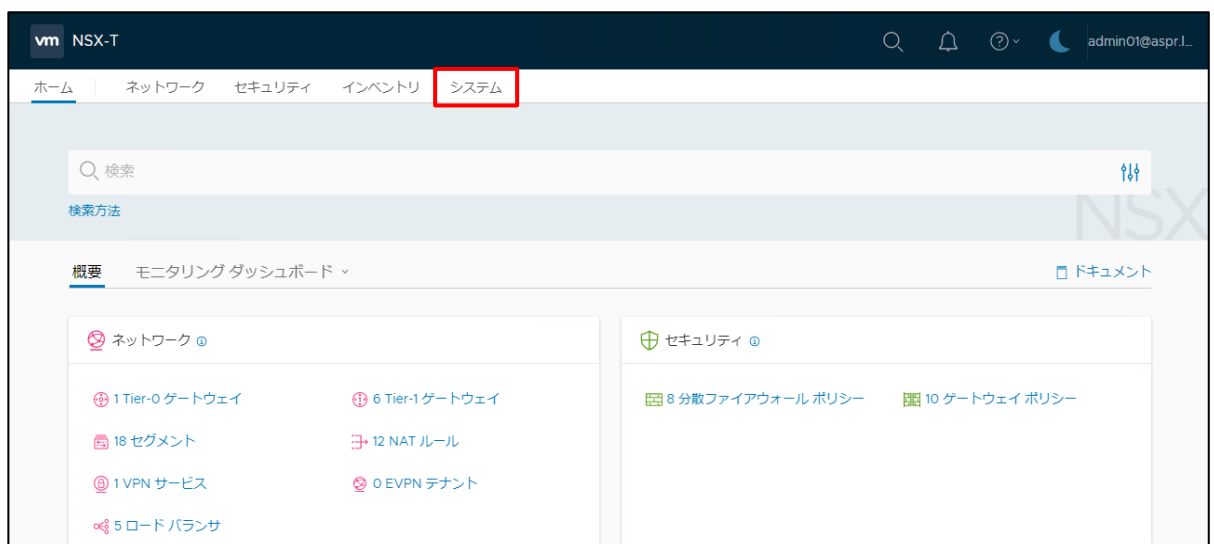 vm NSX-T admin01@aspr.l...
ホーム ネットワーク セキュリティ インベントリ システム
検索
検索方法
NSX
概要 モニタリング ダッシュボード ドキュメント
ネットワーク セキュリティ
1 Tier-0 ゲートウェイ 6 Tier-1 ゲートウェイ 8 分散ファイアウォール ポリシー 10 ゲートウェイ ポリシー
18 セグメント 12 NAT ルール
1 VPN サービス 0 EVPN テナント
5 ロード バランサ